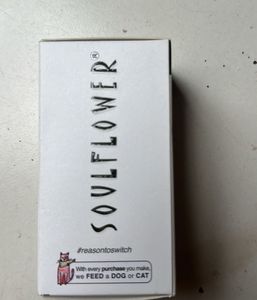 SOULFLOWER®
#reasontoswitch
With every purchase you make,
we FEED a DOG or CAT